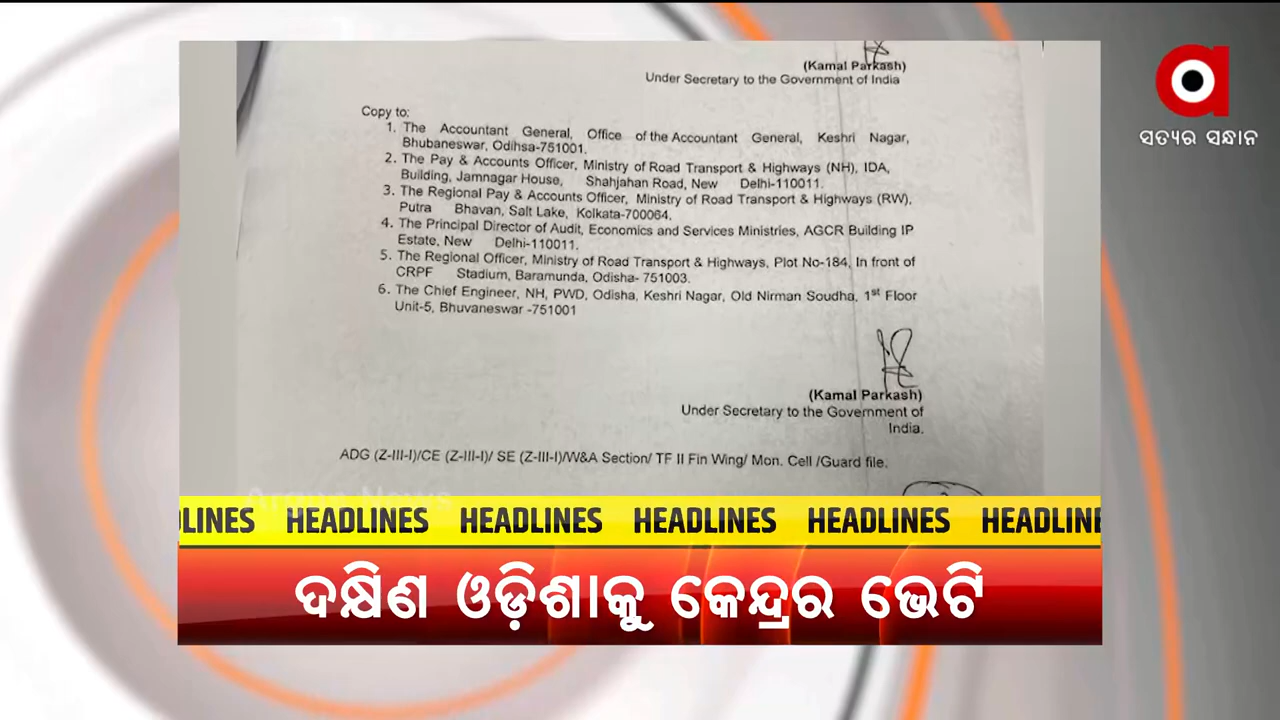 (Kamal Parkash)
Under Secretary to the Government of India
Copy to:
1. The Accountant General, Office of the Accountant General, Keshri Nagar,
Bhubaneswar, Odihsa-751001.
2. The Pay & Accounts Officer, Ministry of Road Transport & Highways (NH), IDA,
Building, Jamnagar House, Shahjahan Road, New Delhi-110011.
3. The Regional Pay & Accounts Officer, Ministry of Road Transport & Highways (RW),
Putra Bhavan, Salt Lake, Kolkata-700064.
4. The Principal Director of Audit, Economics and Services Ministries, AGCR Building IP
Estate, New Delhi-110011.
5. The Regional Officer, Ministry of Road Transport & Highways, Plot No-184, In front of
CRPF Stadium, Baramunda, Odisha- 751003.
6. The Chief Engineer, NH, PWD, Odisha, Keshri Nagar, Old Nirman Soudha, 1st Floor
Unit-5, Bhuvaneswar -751001
(Kamal Parkash)
Under Secretary to the Government of
India.
ADG (Z-III-I)/CE (Z-III-I)/ SE (Z-III-I)/W&A Section/ TF II Fin Wing/ Mon. Cell /Guard file.
Argus News
DLINES HEADLINES HEADLINES HEADLINES HEADLINES HEADLINE
ଦକ୍ଷିଣ ଓଡ଼ିଶାକୁ କେନ୍ଦ୍ରର ଭେଟି
a
ସତ୍ୟର ସନ୍ଧାନ